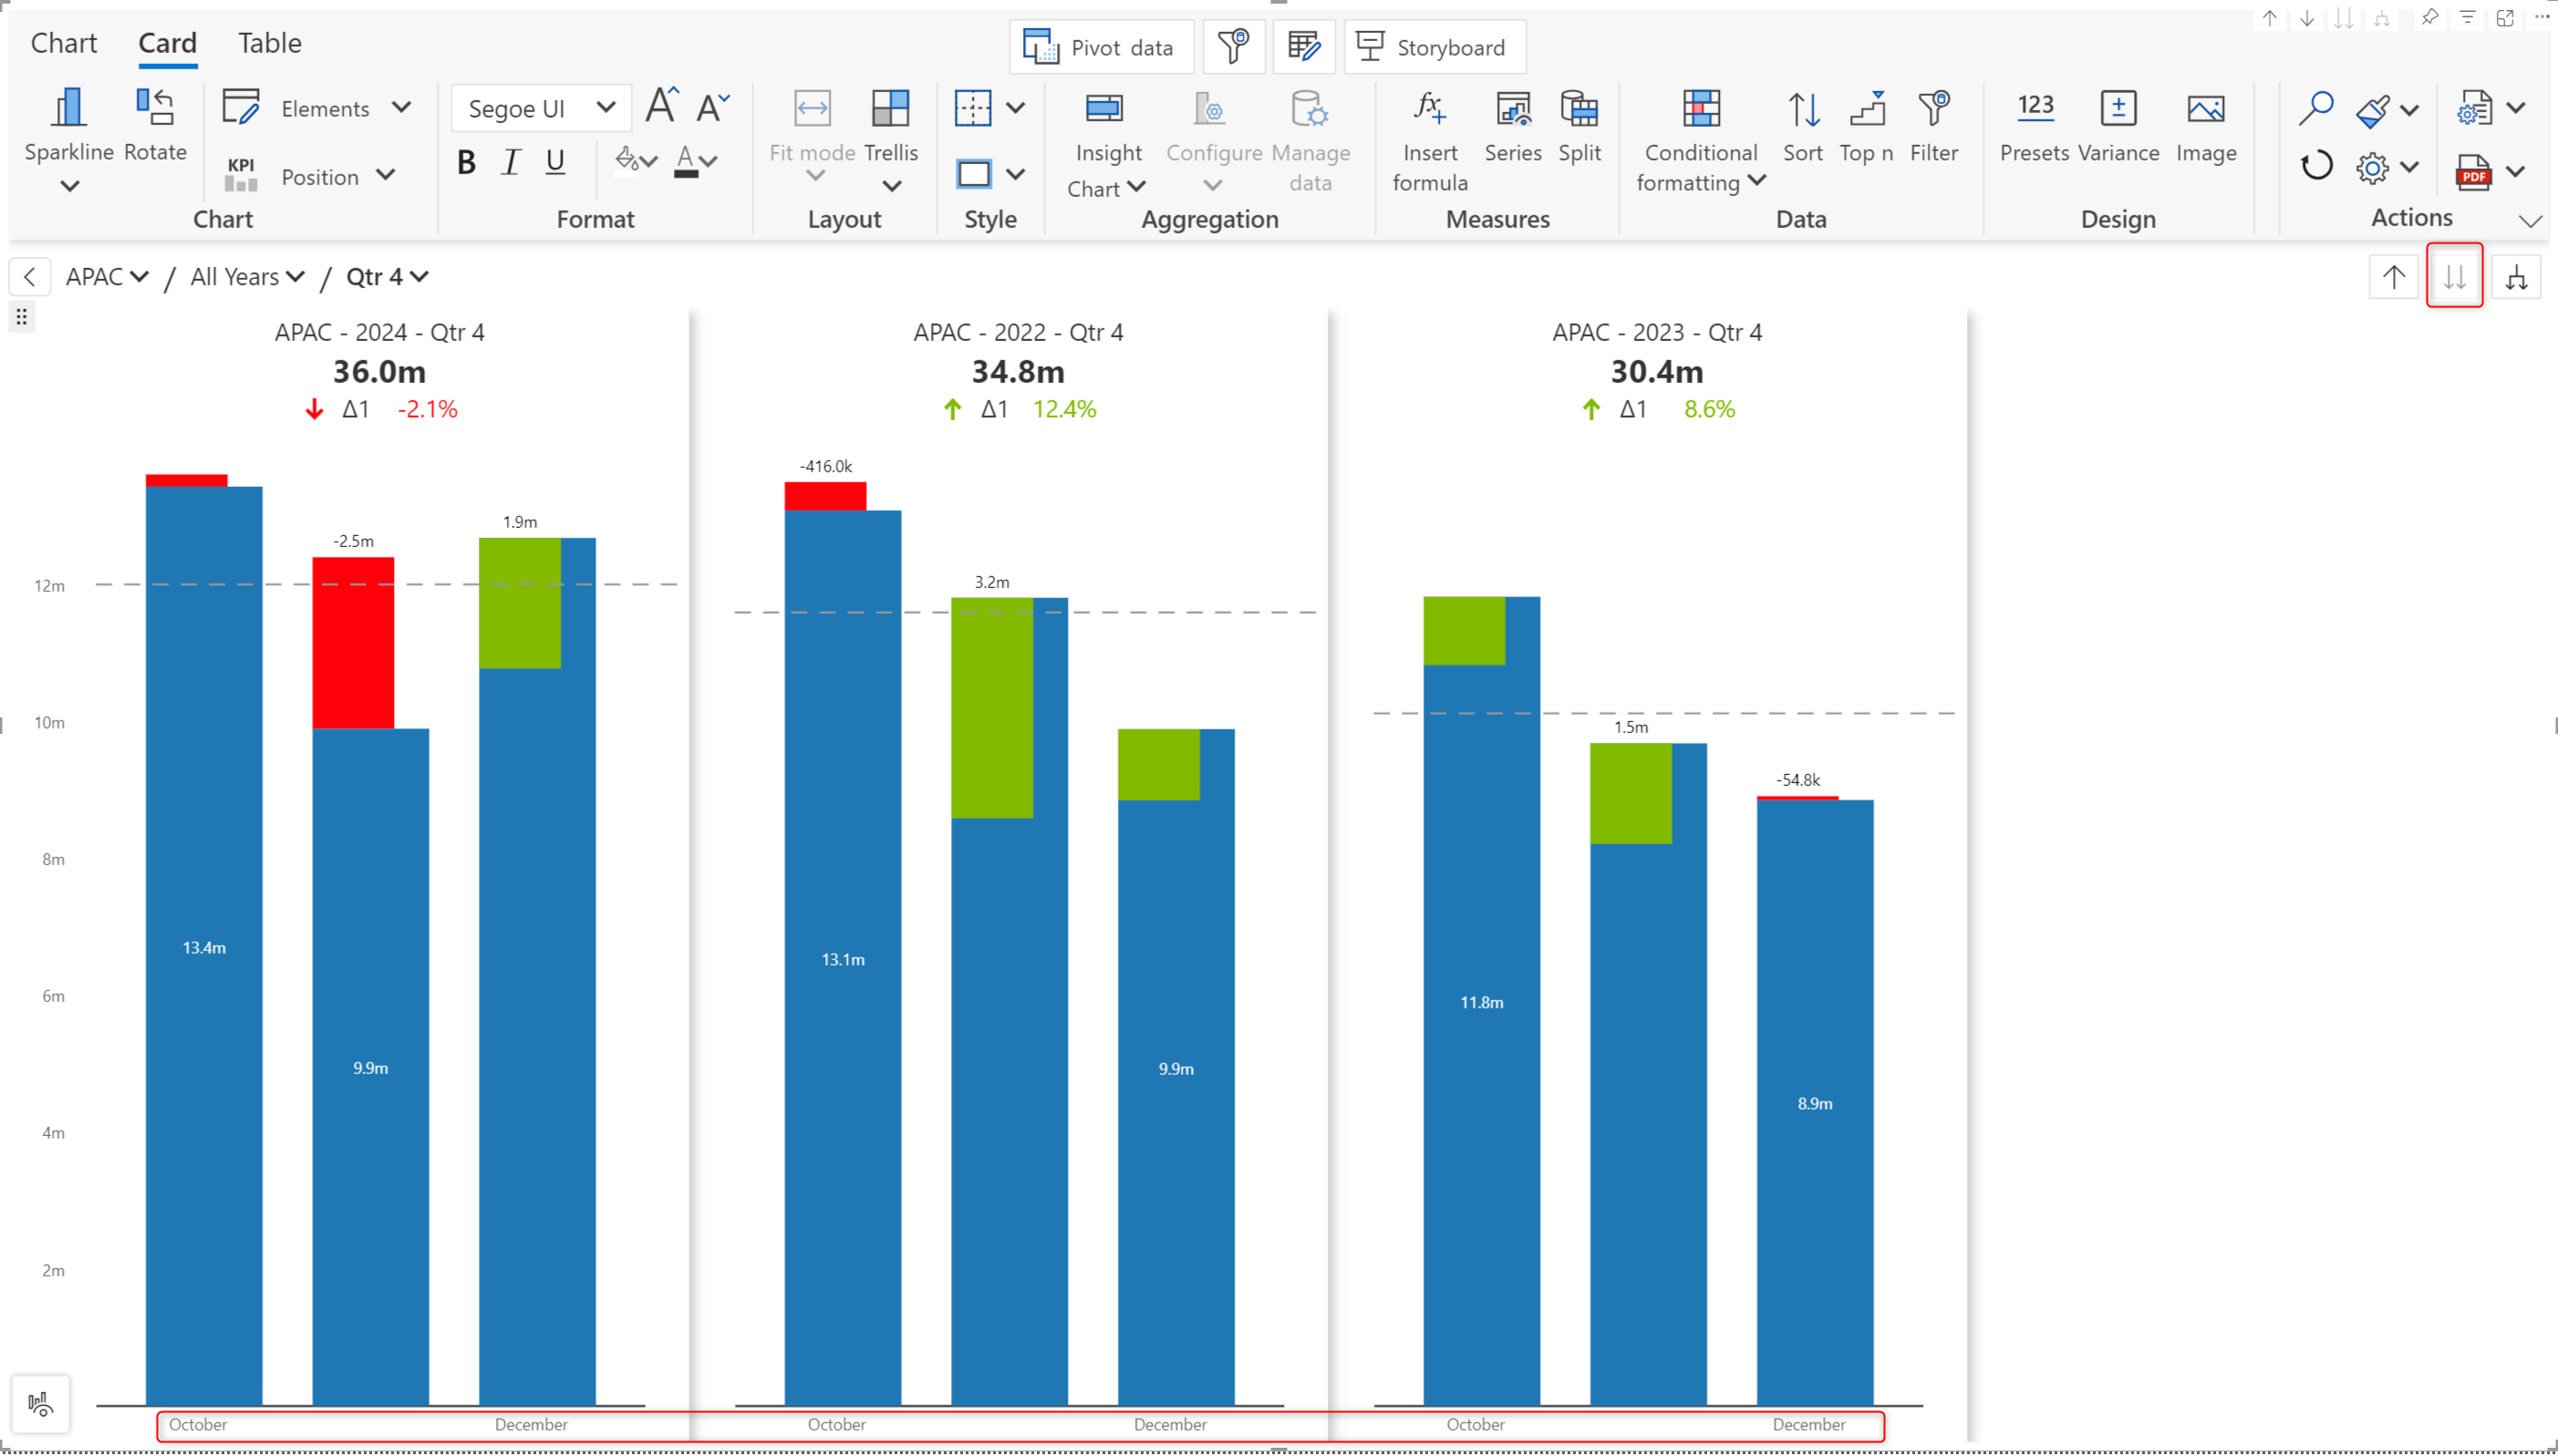 Chart Card Table Pivot data Storyboard
Sparkline Rotate Elements Segoe UI A A Fit mode Trellis Insight Chart Configure Manage data fx Insert formula Series Split Conditional formatting Sort Top n Filter 123 Presets Variance Image
KPI Position B I U A PDF
Chart Format Layout Style Aggregation Measures Data Design Actions
APAC / All Years / Qtr 4
APAC - 2024 - Qtr 4
36.0m
Δ1 -2.1%
-2.5m
1.9m
12m
10m
8m
6m
4m
2m
13.4m
9.9m
October December
APAC - 2022 - Qtr 4
34.8m
Δ1 12.4%
-416.0k
3.2m
13.1m
9.9m
October December
APAC - 2023 - Qtr 4
30.4m
Δ1 8.6%
1.5m
-54.8k
11.8m
8.9m
October December